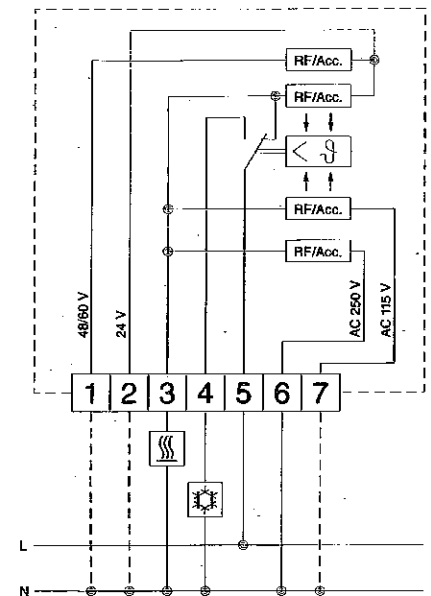 RF/Acc.
RF/Acc.
RF/Acc.
RF/Acc.
48/60 V
24 V
AC 250 V
AC 115 V
1 2 3 4 5 6 7
L
N